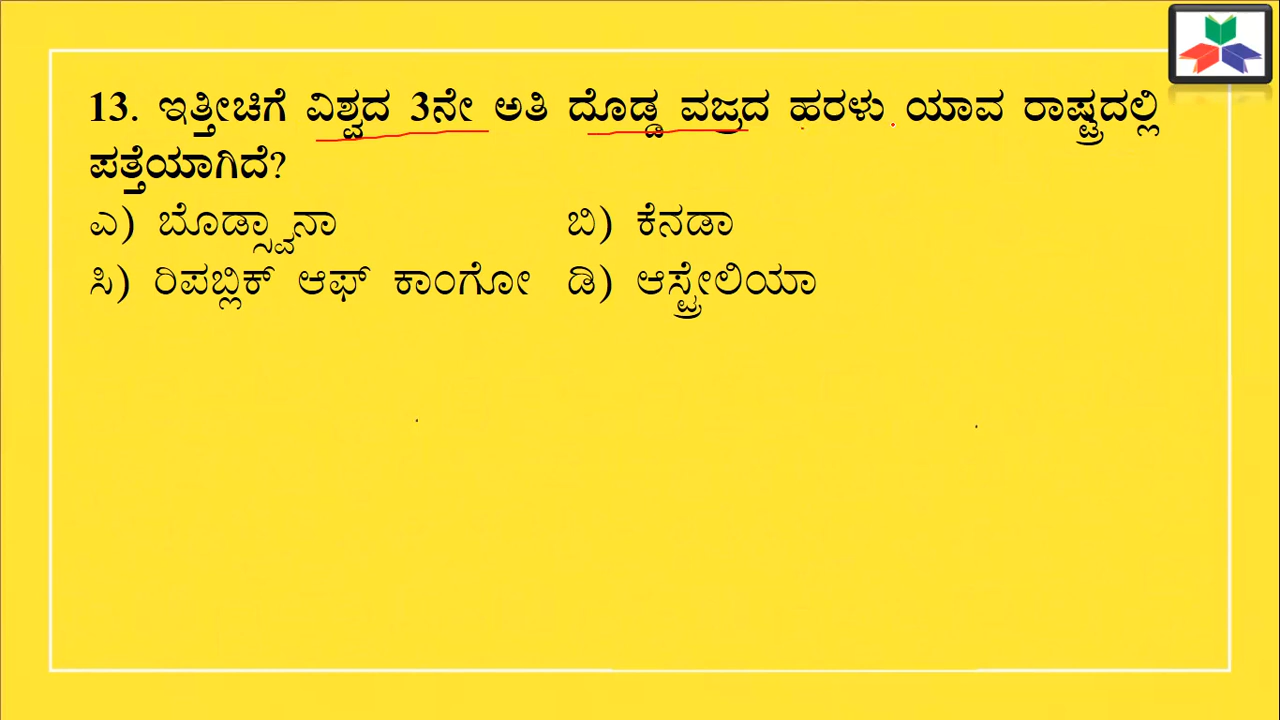 13. ಇತ್ತೀಚಿಗೆ ವಿಶ್ವದ 3ನೇ ಅತಿ ದೊಡ್ಡ ವಜ್ರದ ಹರಳು ಯಾವ ರಾಷ್ಟ್ರದಲ್ಲಿ
ಪತ್ತೆಯಾಗಿದೆ?
ಎ) ಬೊಡ್ಸ್ವಾನಾ ಬಿ) ಕೆನಡಾ
ಸಿ) ರಿಪಬ್ಲಿಕ್ ಆಫ್ ಕಾಂಗೋ ಡಿ) ಆಸ್ಟ್ರೇಲಿಯಾ